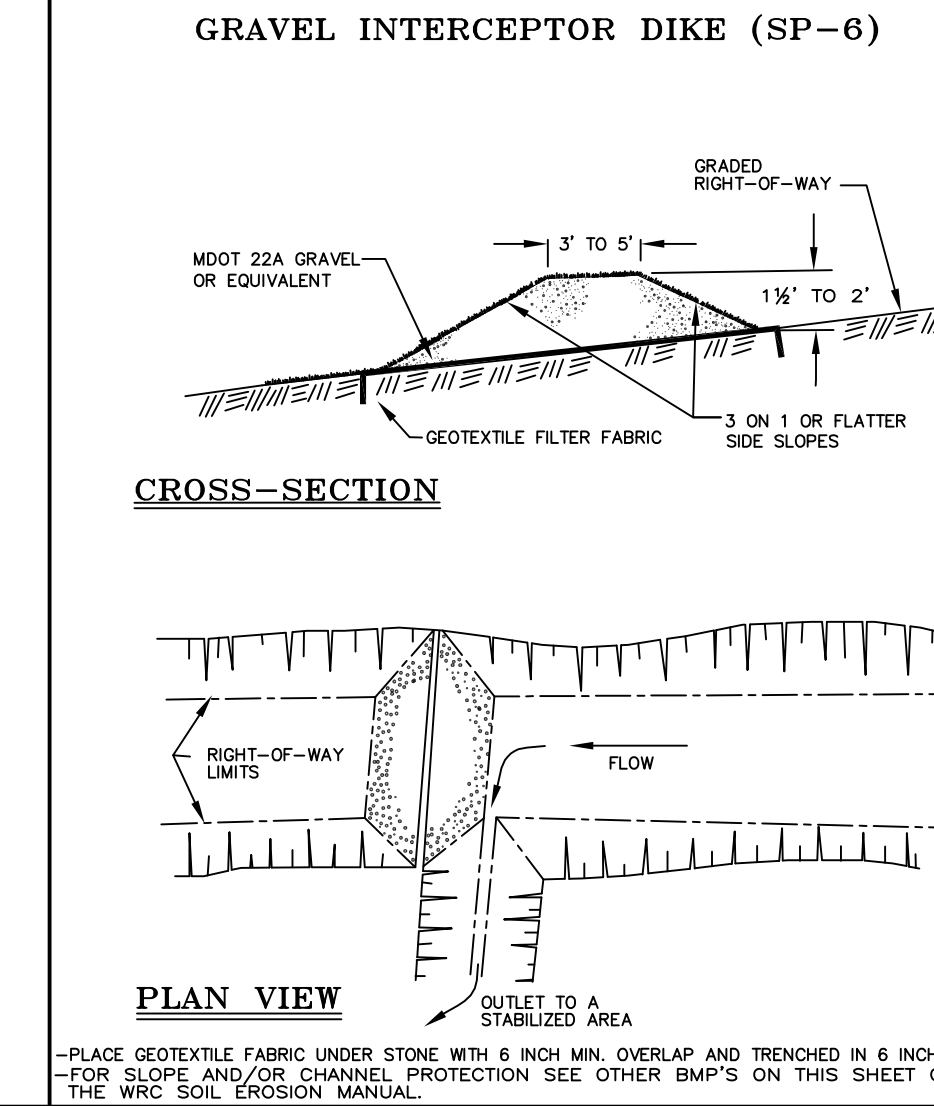 GRAVEL INTERCEPTOR DIKE (SP-6)
GRADED
RIGHT-OF-WAY
3' TO 5'
MDOT 22A GRAVEL
OR EQUIVALENT
1½' TO 2'
3 ON 1 OR FLATTER
SIDE SLOPES
GEOTEXTILE FILTER FABRIC
CROSS-SECTION
RIGHT-OF-WAY
LIMITS
FLOW
PLAN VIEW
OUTLET TO A
STABILIZED AREA
-PLACE GEOTEXTILE FABRIC UNDER STONE WITH 6 INCH MIN. OVERLAP AND TRENCHED IN 6 INCH
-FOR SLOPE AND/OR CHANNEL PROTECTION SEE OTHER BMP'S ON THIS SHEET
THE WRC SOIL EROSION MANUAL.